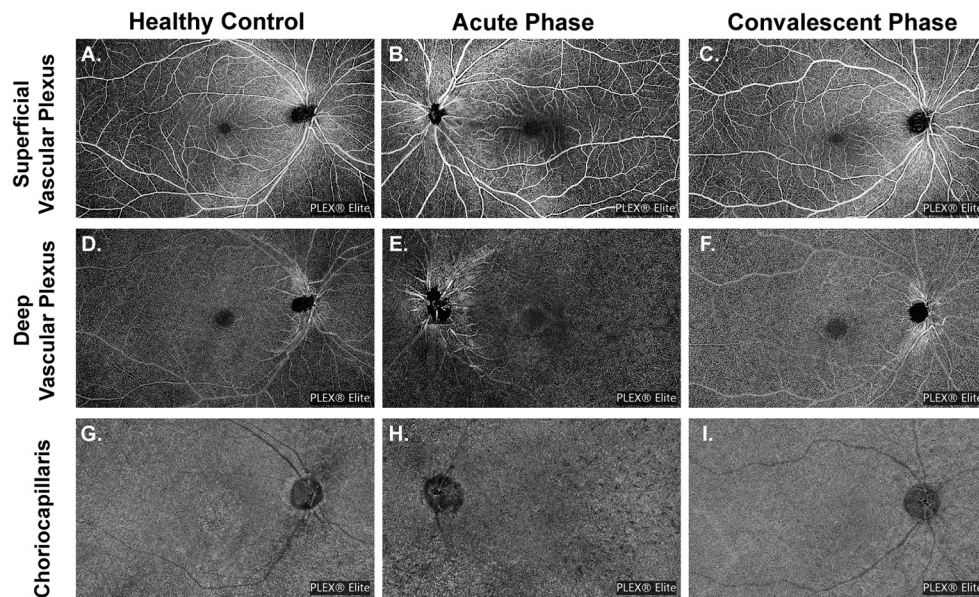 Healthy Control
Acute Phase
Convalescent Phase
Superficial
Vascular Plexus
A.
PLEX® Elite
B.
PLEX® Elite
C.
PLEX® Elite
Deep
Vascular Plexus
D.
PLEX® Elite
E.
PLEX® Elite
F.
PLEX® Elite
Choriocapillaris
G.
PLEX® Elite
H.
PLEX® Elite
I.
PLEX® Elite